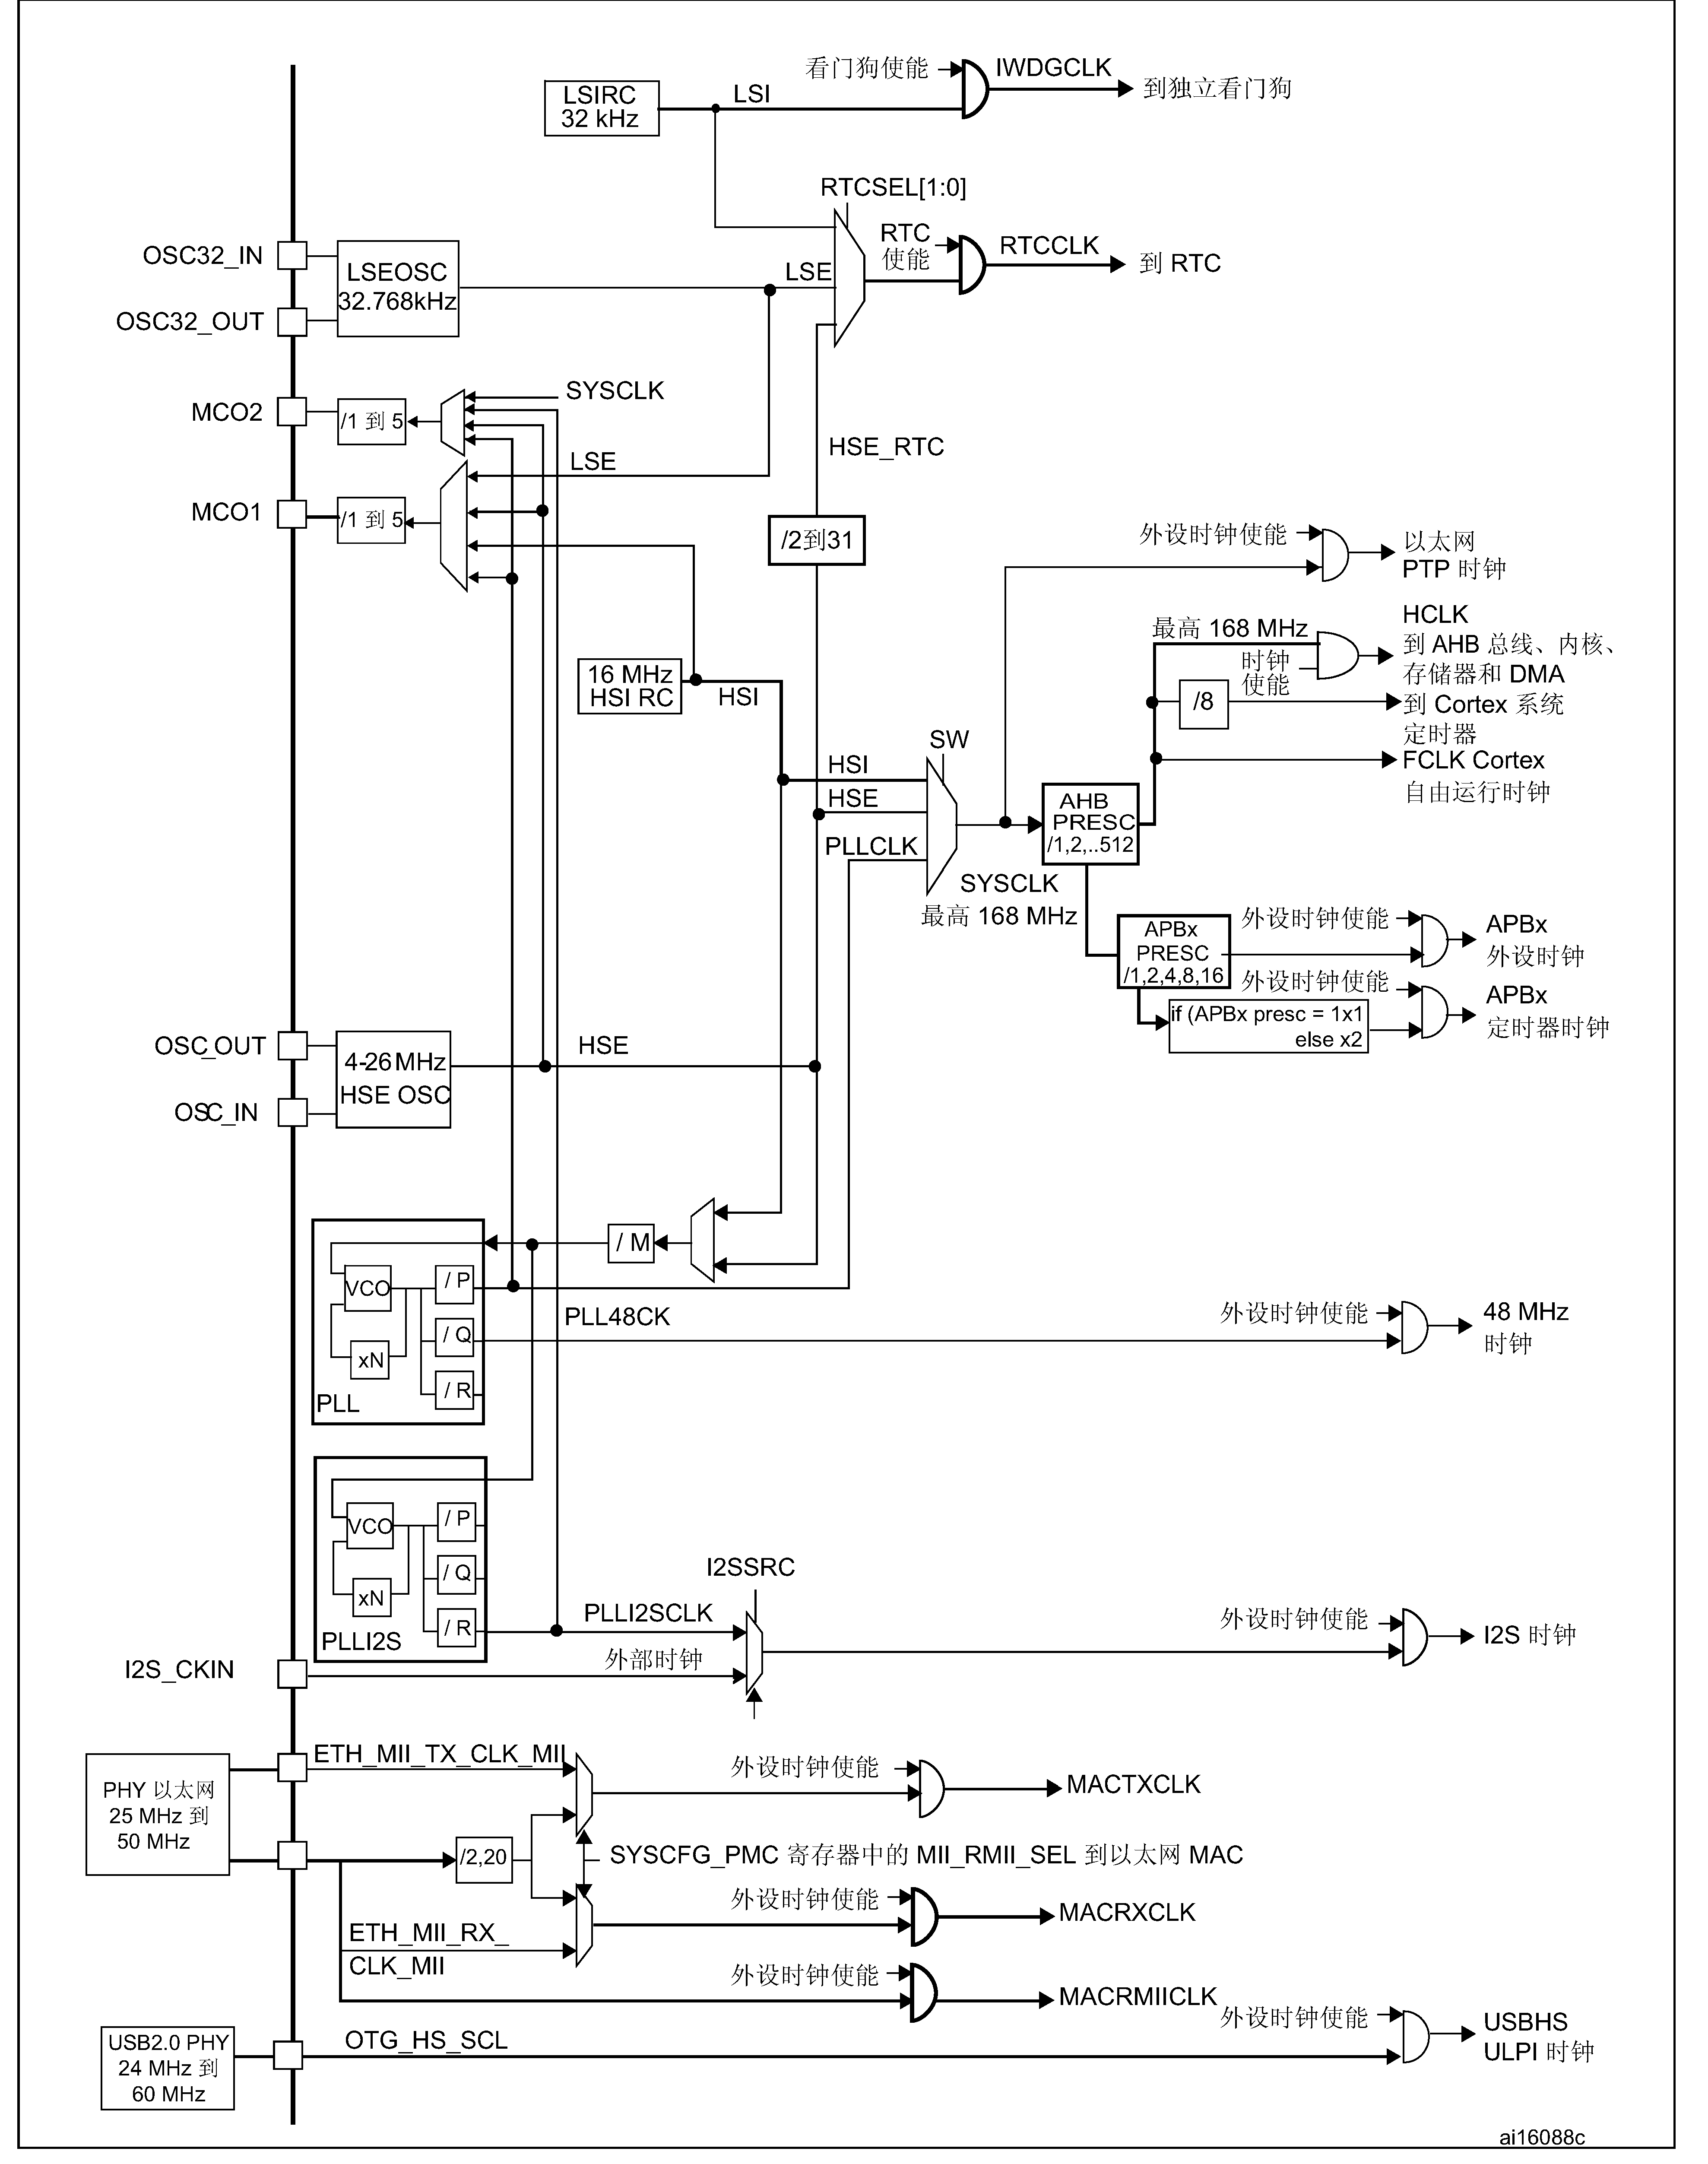 看门狗使能
IWDGCLK
到独立看门狗
LSIRC
32 kHz
LSI
RTCSEL[1:0]
RTC
使能
RTCCLK
到 RTC
OSC32_IN
LSEOSC
32.768kHz
LSE
OSC32_OUT
SYSCLK
MCO2
/1 到 5
HSE_RTC
LSE
MCO1
/1 到 5
/2到31
外设时钟使能
以太网
PTP 时钟
HCLK
最高 168 MHz
到 AHB 总线、内核、
时钟
使能
存储器和 DMA
16 MHz
HSI RC
HSI
/8
到 Cortex 系统
定时器
SW
FCLK Cortex
自由运行时钟
HSI
HSE
PLLCLK
AHB
PRESC
/1,2,..512
SYSCLK
最高 168 MHz
APBx
PRESC
/1,2,4,8,16
外设时钟使能
APBx
外设时钟
外设时钟使能
APBx
定时器时钟
if (APBx presc = 1x1
else x2
OSC_OUT
4-26 MHz
HSE OSC
HSE
OSC_IN
/ M
VCO
/ P
PLL48CK
/ Q
xN
/ R
PLL
外设时钟使能
48 MHz
时钟
VCO
/ P
/ Q
xN
/ R
PLLI2S
I2SSRC
PLLI2SCLK
外设时钟使能
I2S 时钟
I2S_CKIN
外部时钟
PHY 以太网
25 MHz 到
50 MHz
ETH_MII_TX_CLK_MII
外设时钟使能
MACTXCLK
/2,20
SYSCFG_PMC 寄存器中的 MII_RMII_SEL 到以太网 MAC
外设时钟使能
MACRXCLK
ETH_MII_RX_
CLK_MII
外设时钟使能
MACRMIICLK
USB2.0 PHY
24 MHz 到
60 MHz
OTG_HS_SCL
外设时钟使能
USBHS
ULPI 时钟
ai16088c